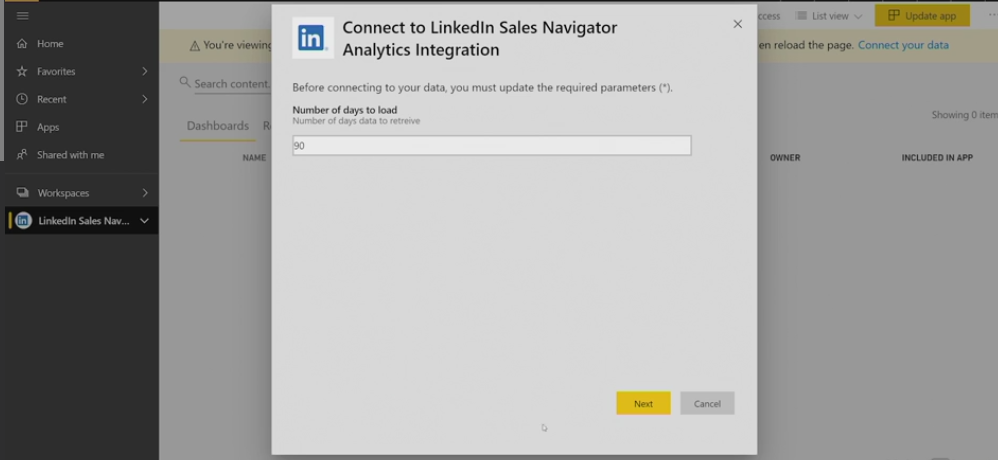 Home
Favorites
Recent
Apps
Shared with me
Workspaces
LinkedIn Sales Nav...
ccess
List view
Update app
You're viewing
en reload the page. Connect your data
Search content.
Showing 0 item
Dashboards R
NAME
OWNER
INCLUDED IN APP
in
Connect to LinkedIn Sales Navigator
Analytics Integration
Before connecting to your data, you must update the required parameters (*).
Number of days to load
Number of days data to retreive
90
Next
Cancel